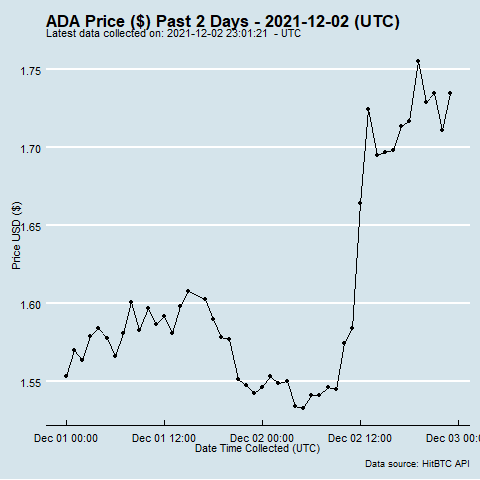 ADA Price ($) Past 2 Days - 2021-12-02 (UTC)
Latest data collected on: 2021-12-02 23:01:21 - UTC
1.75
1.70
1.65
1.60
1.55
Price USD ($)
Dec 01 00:00 Dec 01 12:00 Dec 02 00:00 Dec 02 12:00 Dec 03 00:
Date Time Collected (UTC)
Data source: HitBTC API